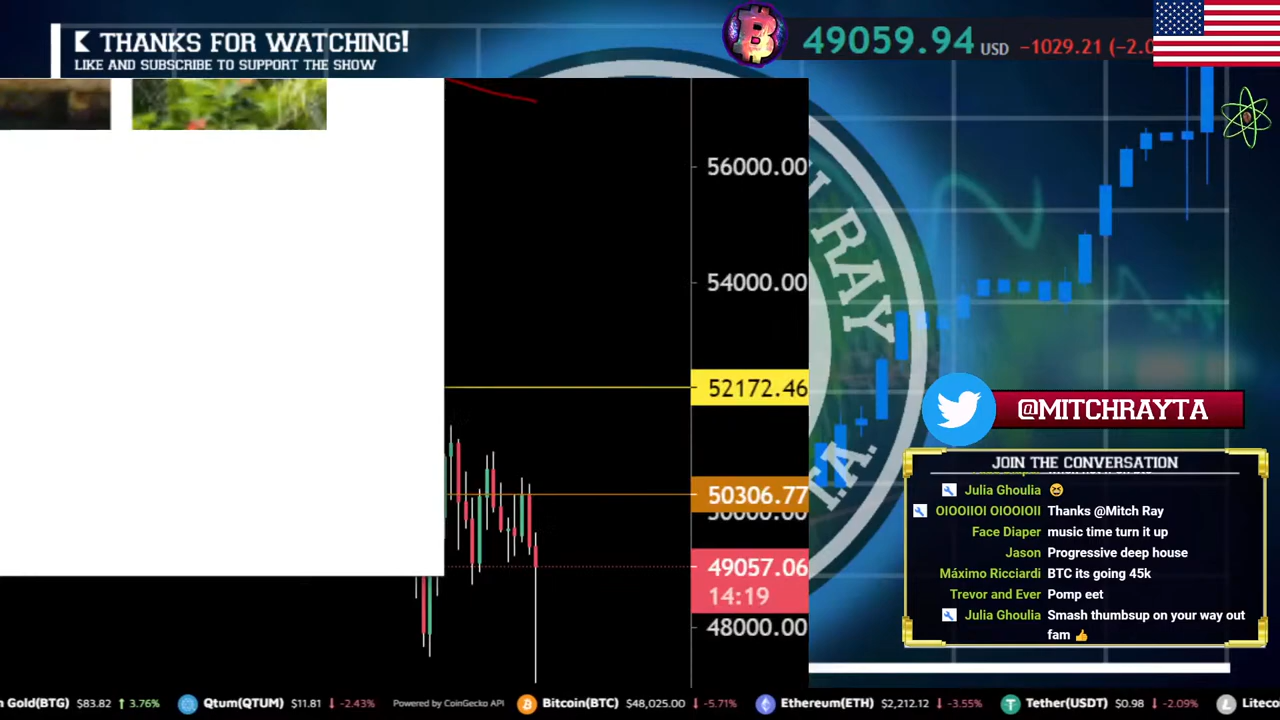 THANKS FOR WATCHING!
LIKE AND SUBSCRIBE TO SUPPORT THE SHOW
49059.94 USD -1029.21
56000.00
54000.00
52172.46
50306.77
50000.00
49057.06
14:19
48000.00
RAY
T.A.
@MITCHRAYTA
JOIN THE CONVERSATION
Julia Ghoulia 😆
OIOOIIOI OIOOIOII Thanks @Mitch Ray
Face Diaper music time turn it up
Jason Progressive deep house
Máximo Ricciardi BTC its going 45k
Trevor and Ever Pomp eet
Julia Ghoulia Smash thumbsup on your way out
fam 👍
Gold(BTG) $83.82 ↑ 3.76% Qtum(QTUM) $11.81 ↓ -2.43% Powered by CoinGecko API Bitcoin(BTC) $48,025.00 ↓ -5.71% Ethereum(ETH) $2,212.12 ↓ -3.55% Tether(USDT) $0.98 ↓ -2.09%